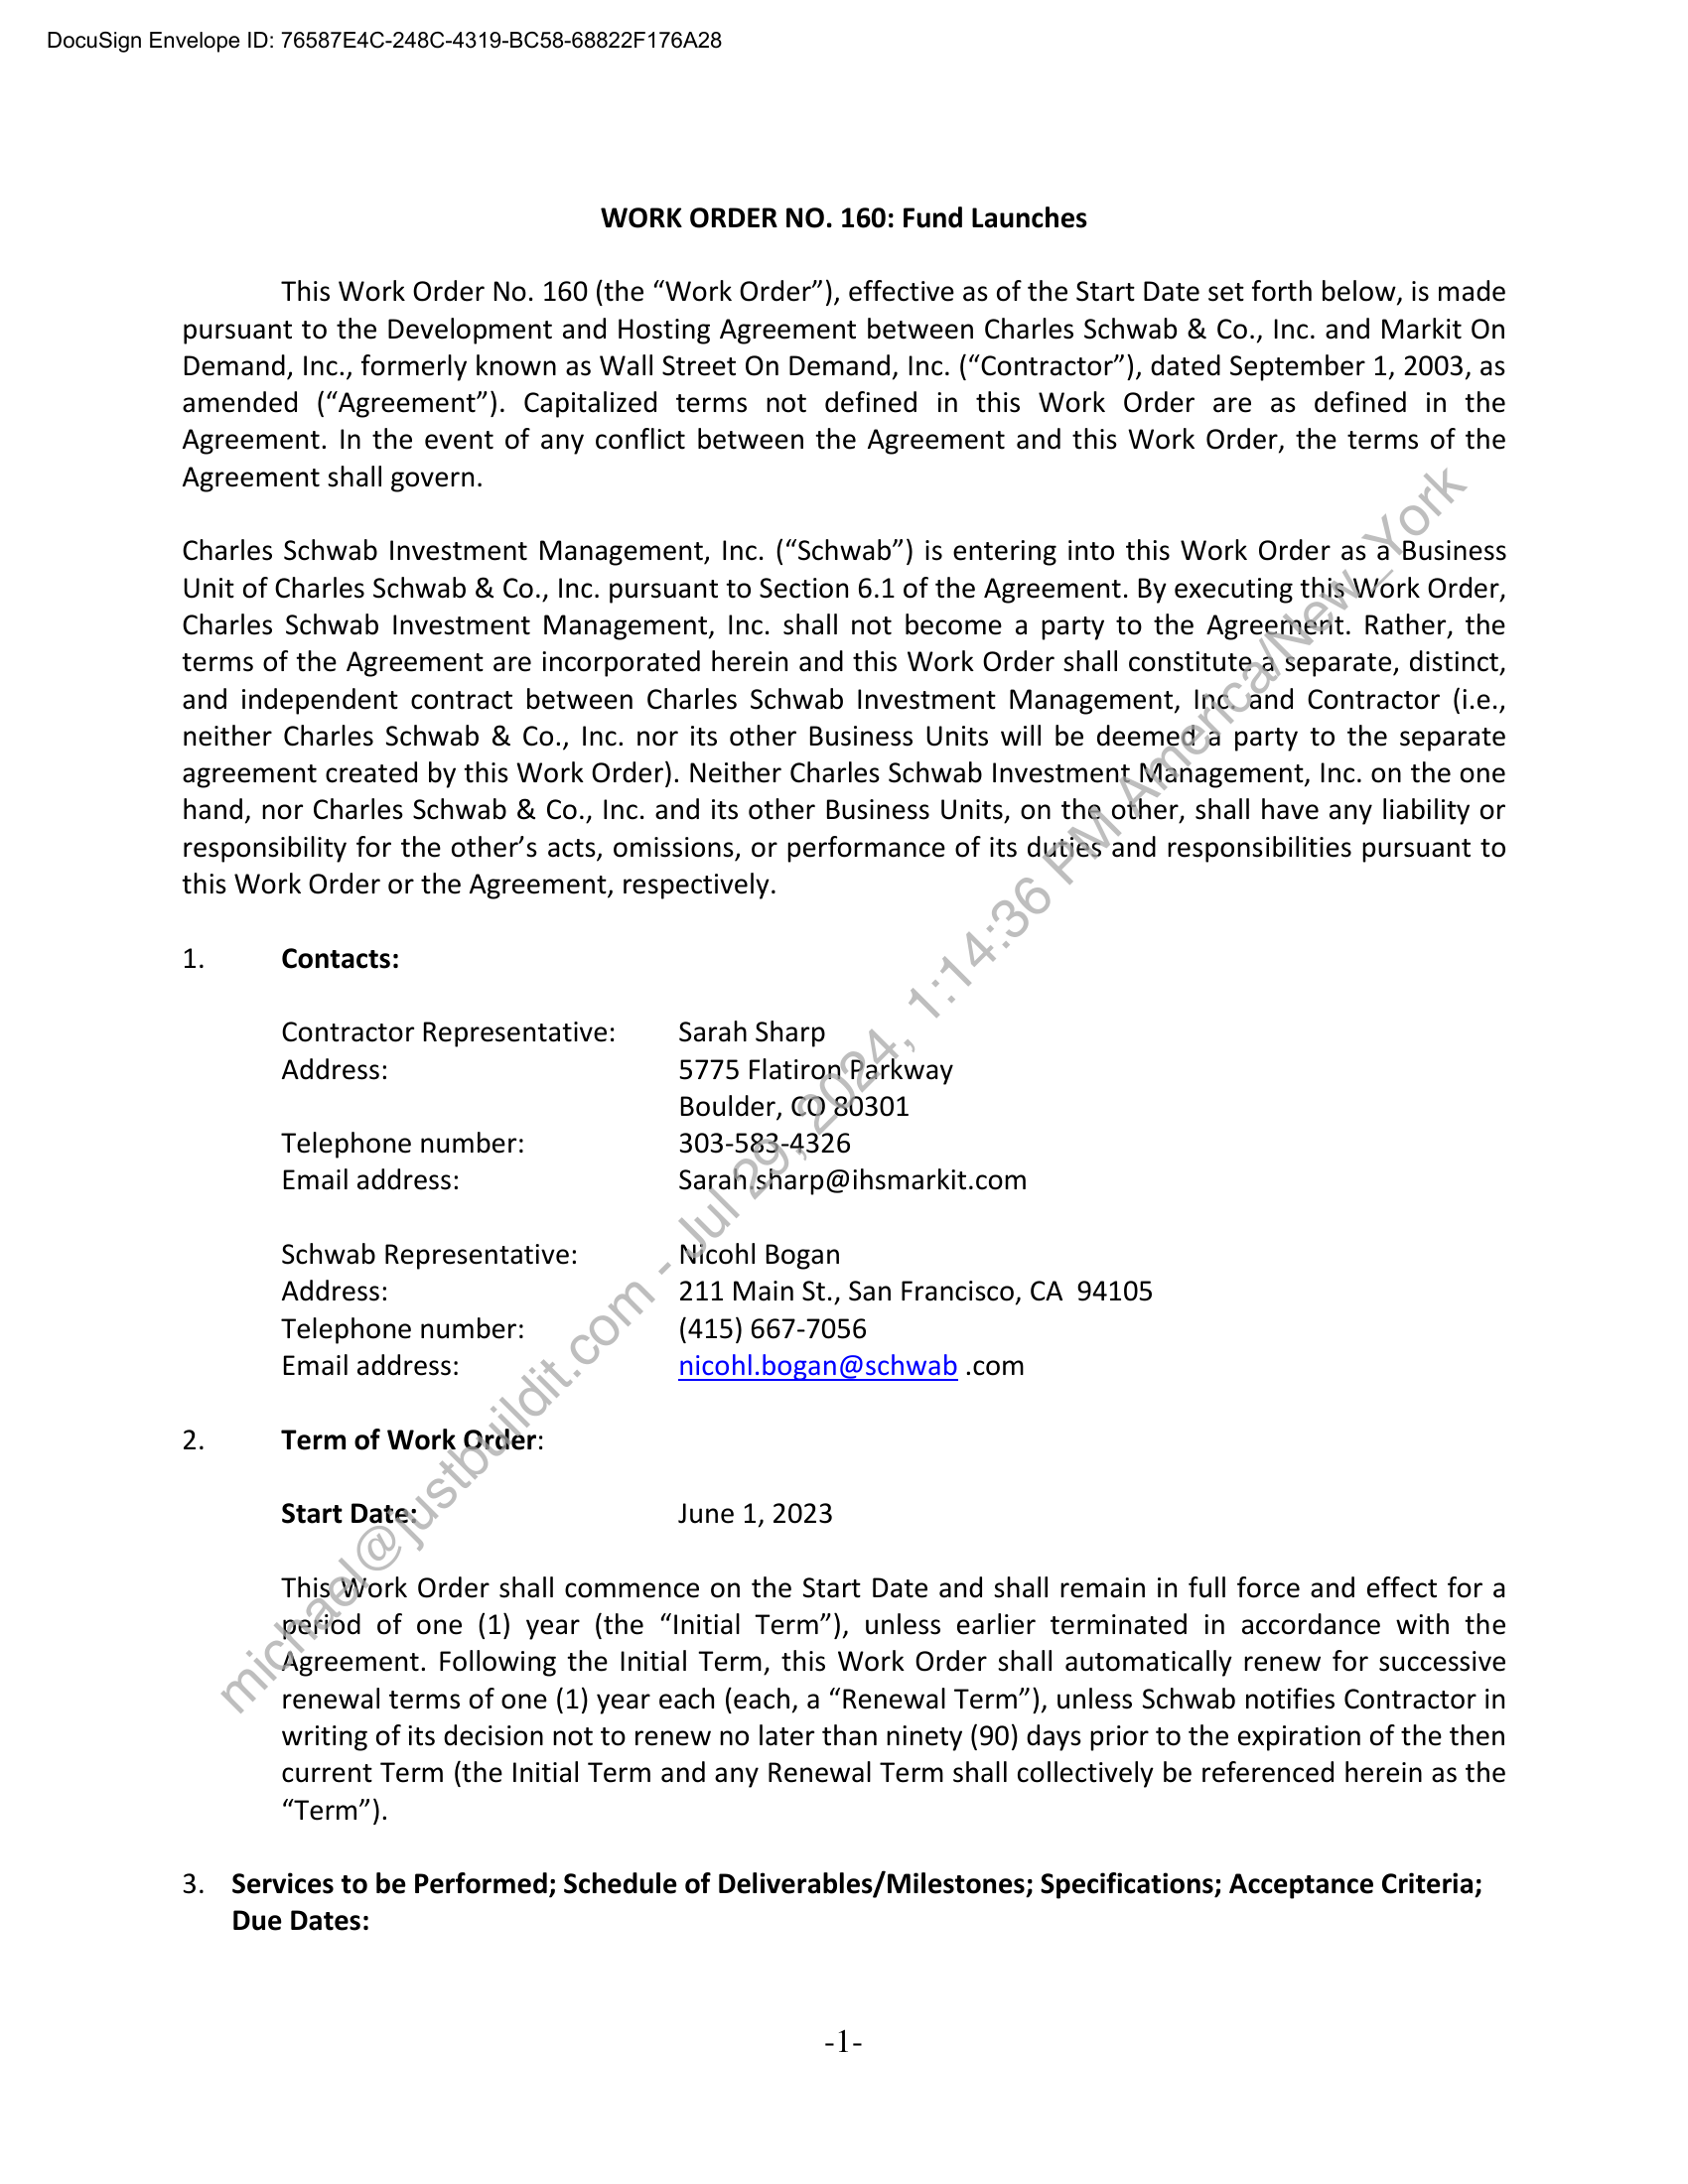 DocuSign Envelope ID: 76587E4C-248C-4319-BC58-68822F176A28
WORK ORDER NO. 160: Fund Launches
This Work Order No. 160 (the “Work Order”), effective as of the Start Date set forth below, is made
pursuant to the Development and Hosting Agreement between Charles Schwab & Co., Inc. and Markit On
Demand, Inc., formerly known as Wall Street On Demand, Inc. (“Contractor”), dated September 1, 2003, as
amended (“Agreement”). Capitalized terms not defined in this Work Order are as defined in the
Agreement. In the event of any conflict between the Agreement and this Work Order, the terms of the
Agreement shall govern.
Charles Schwab Investment Management, Inc. (“Schwab”) is entering into this Work Order as a Business
Unit of Charles Schwab & Co., Inc. pursuant to Section 6.1 of the Agreement. By executing this Work Order,
Charles Schwab Investment Management, Inc. shall not become a party to the Agreement. Rather, the
terms of the Agreement are incorporated herein and this Work Order shall constitute a separate, distinct,
and independent contract between Charles Schwab Investment Management, Inc. and Contractor (i.e.,
neither Charles Schwab & Co., Inc. nor its other Business Units will be deemed a party to the separate
agreement created by this Work Order). Neither Charles Schwab Investment Management, Inc. on the one
hand, nor Charles Schwab & Co., Inc. and its other Business Units, on the other, shall have any liability or
responsibility for the other’s acts, omissions, or performance of its duties and responsibilities pursuant to
this Work Order or the Agreement, respectively.
1. Contacts:
Contractor Representative: Sarah Sharp
Address: 5775 Flatiron Parkway
Boulder, CO 80301
Telephone number: 303-583-4326
Email address: Sarah.sharp@ihsmarkit.com
Schwab Representative: Nicohl Bogan
Address: 211 Main St., San Francisco, CA 94105
Telephone number: (415) 667-7056
Email address: nicohl.bogan@schwab .com
2. Term of Work Order:
Start Date: June 1, 2023
This Work Order shall commence on the Start Date and shall remain in full force and effect for a
period of one (1) year (the “Initial Term”), unless earlier terminated in accordance with the
Agreement. Following the Initial Term, this Work Order shall automatically renew for successive
renewal terms of one (1) year each (each, a “Renewal Term”), unless Schwab notifies Contractor in
writing of its decision not to renew no later than ninety (90) days prior to the expiration of the then
current Term (the Initial Term and any Renewal Term shall collectively be referenced herein as the
“Term”).
3. Services to be Performed; Schedule of Deliverables/Milestones; Specifications; Acceptance Criteria;
Due Dates:
-1-
michael@justbuildit.com - Jul 29, 2024, 1:14:36 PM America/New_York